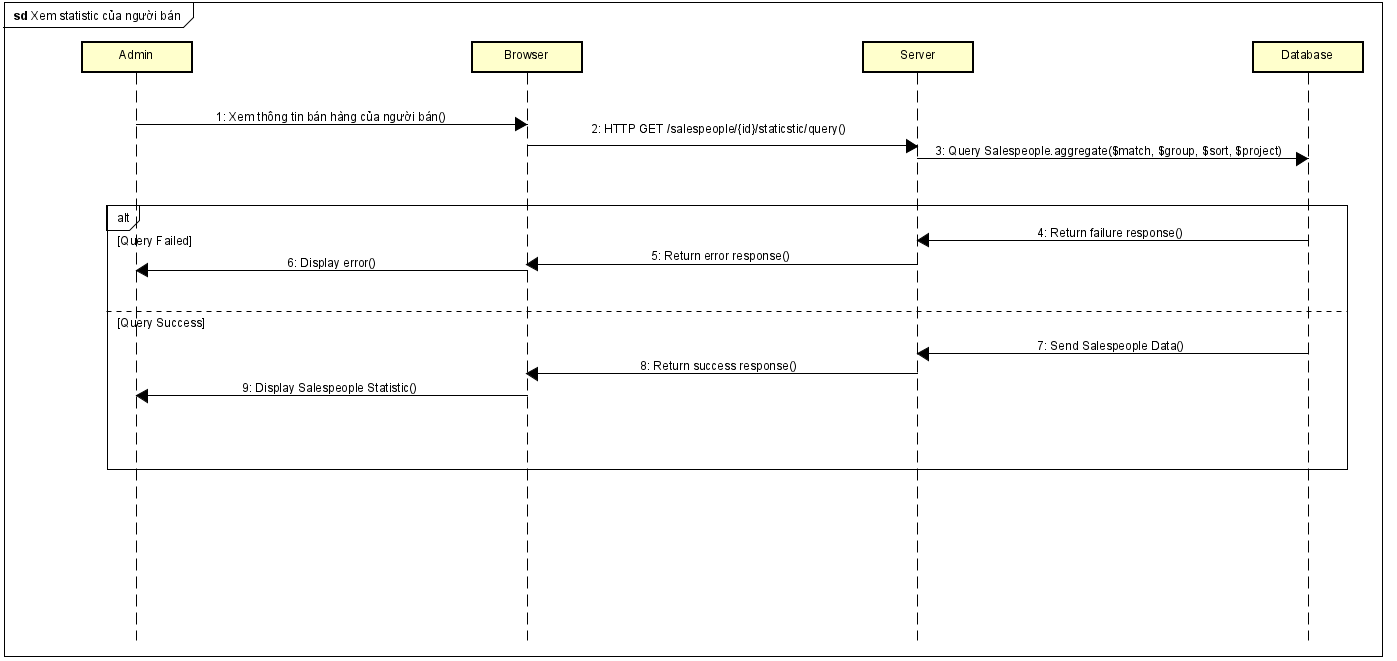 sd Xem statistic của người bán
Admin
Browser
Server
Database
1: Xem thông tin bán hàng của người bán()
2: HTTP GET /salespeople/{id}/staticstic/query()
3: Query Salespeople.aggregate($match, $group, $sort, $project)
alt
[Query Failed]
4: Return failure response()
5: Return error response()
6: Display error()
[Query Success]
7: Send Salespeople Data()
8: Return success response()
9: Display Salespeople Statistic()